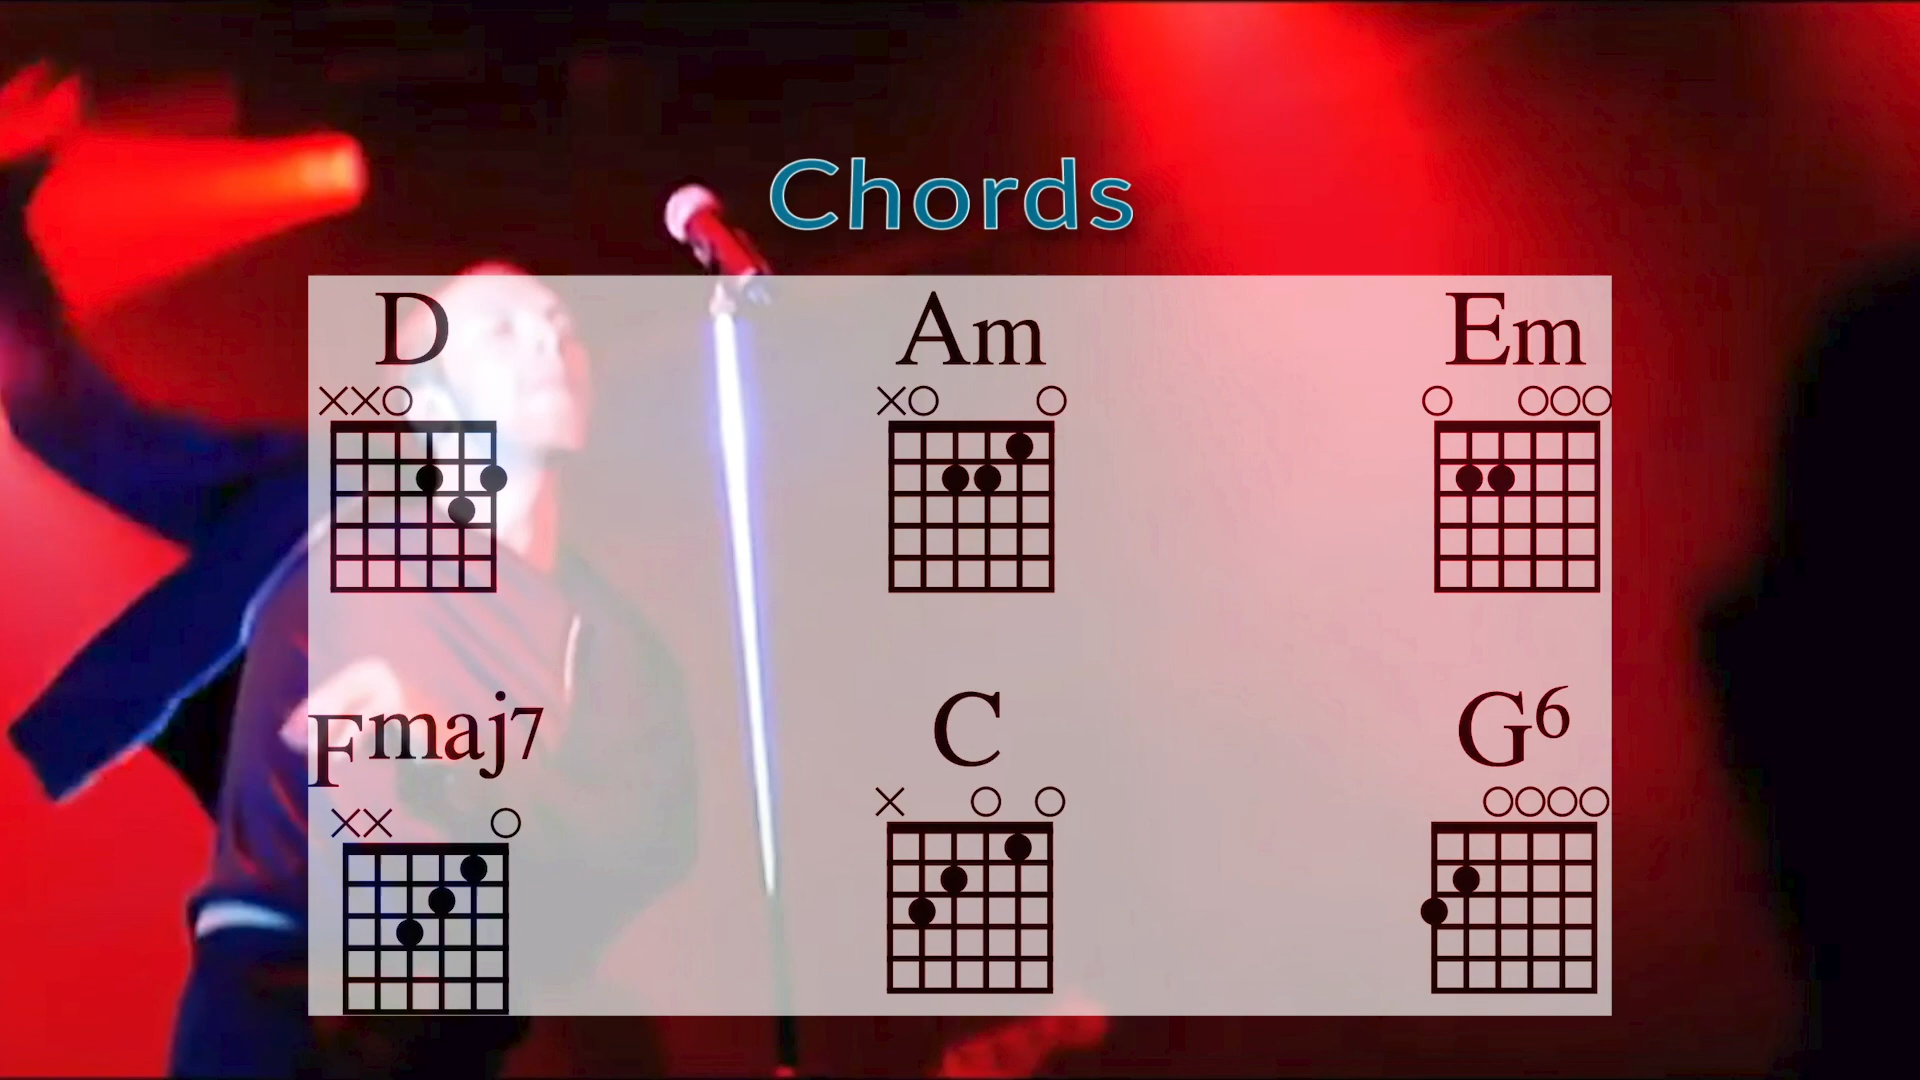 Chords
D Am Em
××○ ×○ ○ ○ ○○○
Fmaj7 C G6
×× ○ × ○ ○ ○○○○